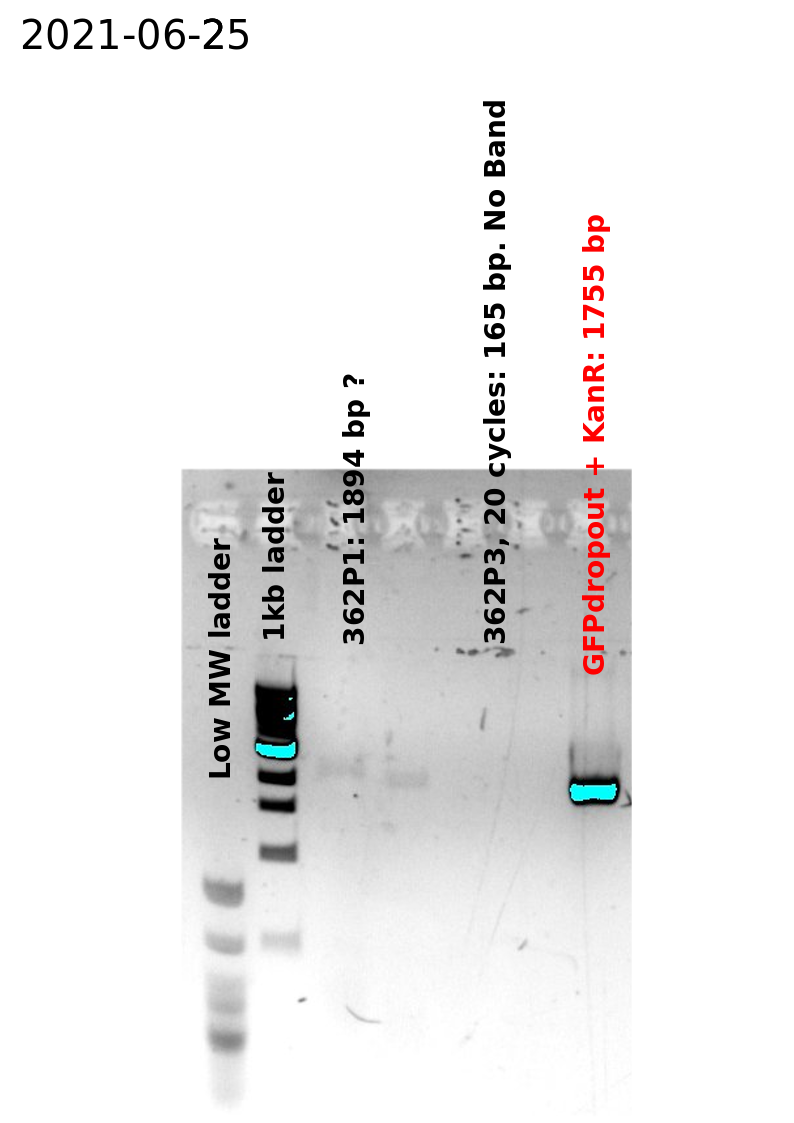 2021-06-25
Low MW ladder
1kb ladder
362P1: 1894 bp ?
362P3, 20 cycles: 165 bp. No Band
GFPdropout + KanR: 1755 bp